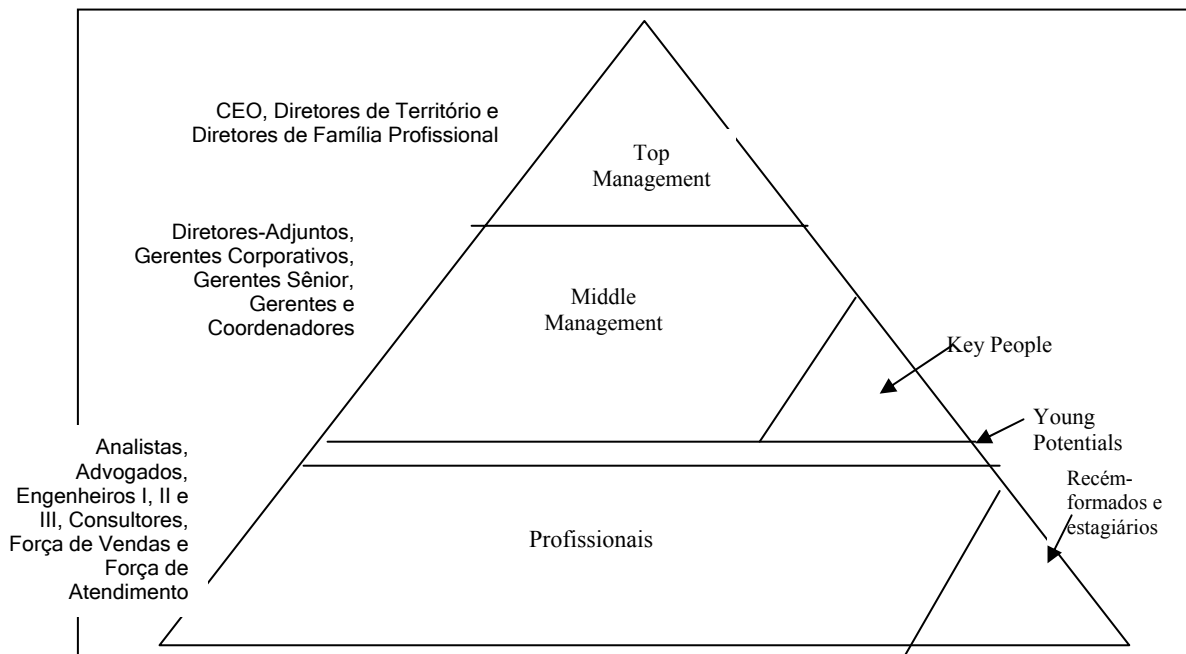 CEO, Diretores de Território e
Diretores de Família Profissional
Top
Management
Diretores-Adjuntos,
Gerentes Corporativos,
Gerentes Sênior,
Gerentes e
Coordenadores
Middle
Management
Key People
Young
Potentials
Analistas,
Advogados,
Engenheiros I, II e
III, Consultores,
Força de Vendas e
Força de
Atendimento
Profissionais
Recém-
formados e
estagiários